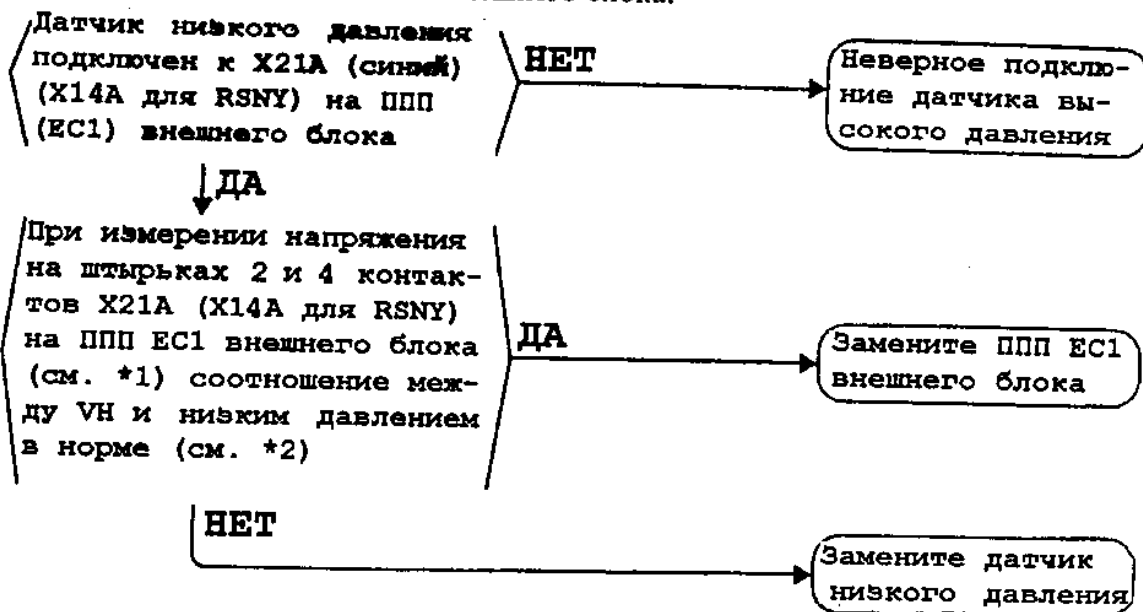 Датчик низкого давления
подключен к X21A (синий)
(X14A для RSNY) на ППП
(EC1) внешнего блока
НЕТ
Неверное подклю-
ние датчика вы-
сокого давления
ДА
При измерении напряжения
на штырьках 2 и 4 контак-
тов X21A (X14A для RSNY)
на ППП EC1 внешнего блока
(см. *1) соотношение меж-
ду VH и низким давлением
в норме (см. *2)
ДА
Замените ППП EC1
внешнего блока
НЕТ
Замените датчик
низкого давления